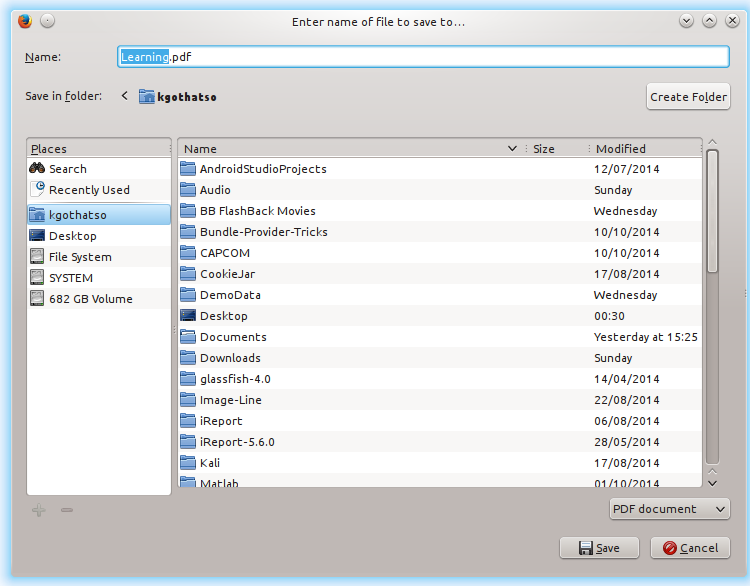 Enter name of file to save to…
Name: Learning.pdf
Save in folder: < kgothatso Create Folder
Places Name Size Modified
Search AndroidStudioProjects 12/07/2014
Recently Used Audio Sunday
kgothatso BB FlashBack Movies Wednesday
Desktop Bundle-Provider-Tricks 10/10/2014
File System CAPCOM 10/10/2014
SYSTEM CookieJar 17/08/2014
682 GB Volume DemoData Wednesday
Desktop 00:30
Documents Yesterday at 15:25
Downloads Sunday
glassfish-4.0 14/04/2014
Image-Line 22/08/2014
iReport 06/08/2014
iReport-5.6.0 28/05/2014
Kali 17/08/2014
Matlab 01/10/2014
PDF document
Save Cancel